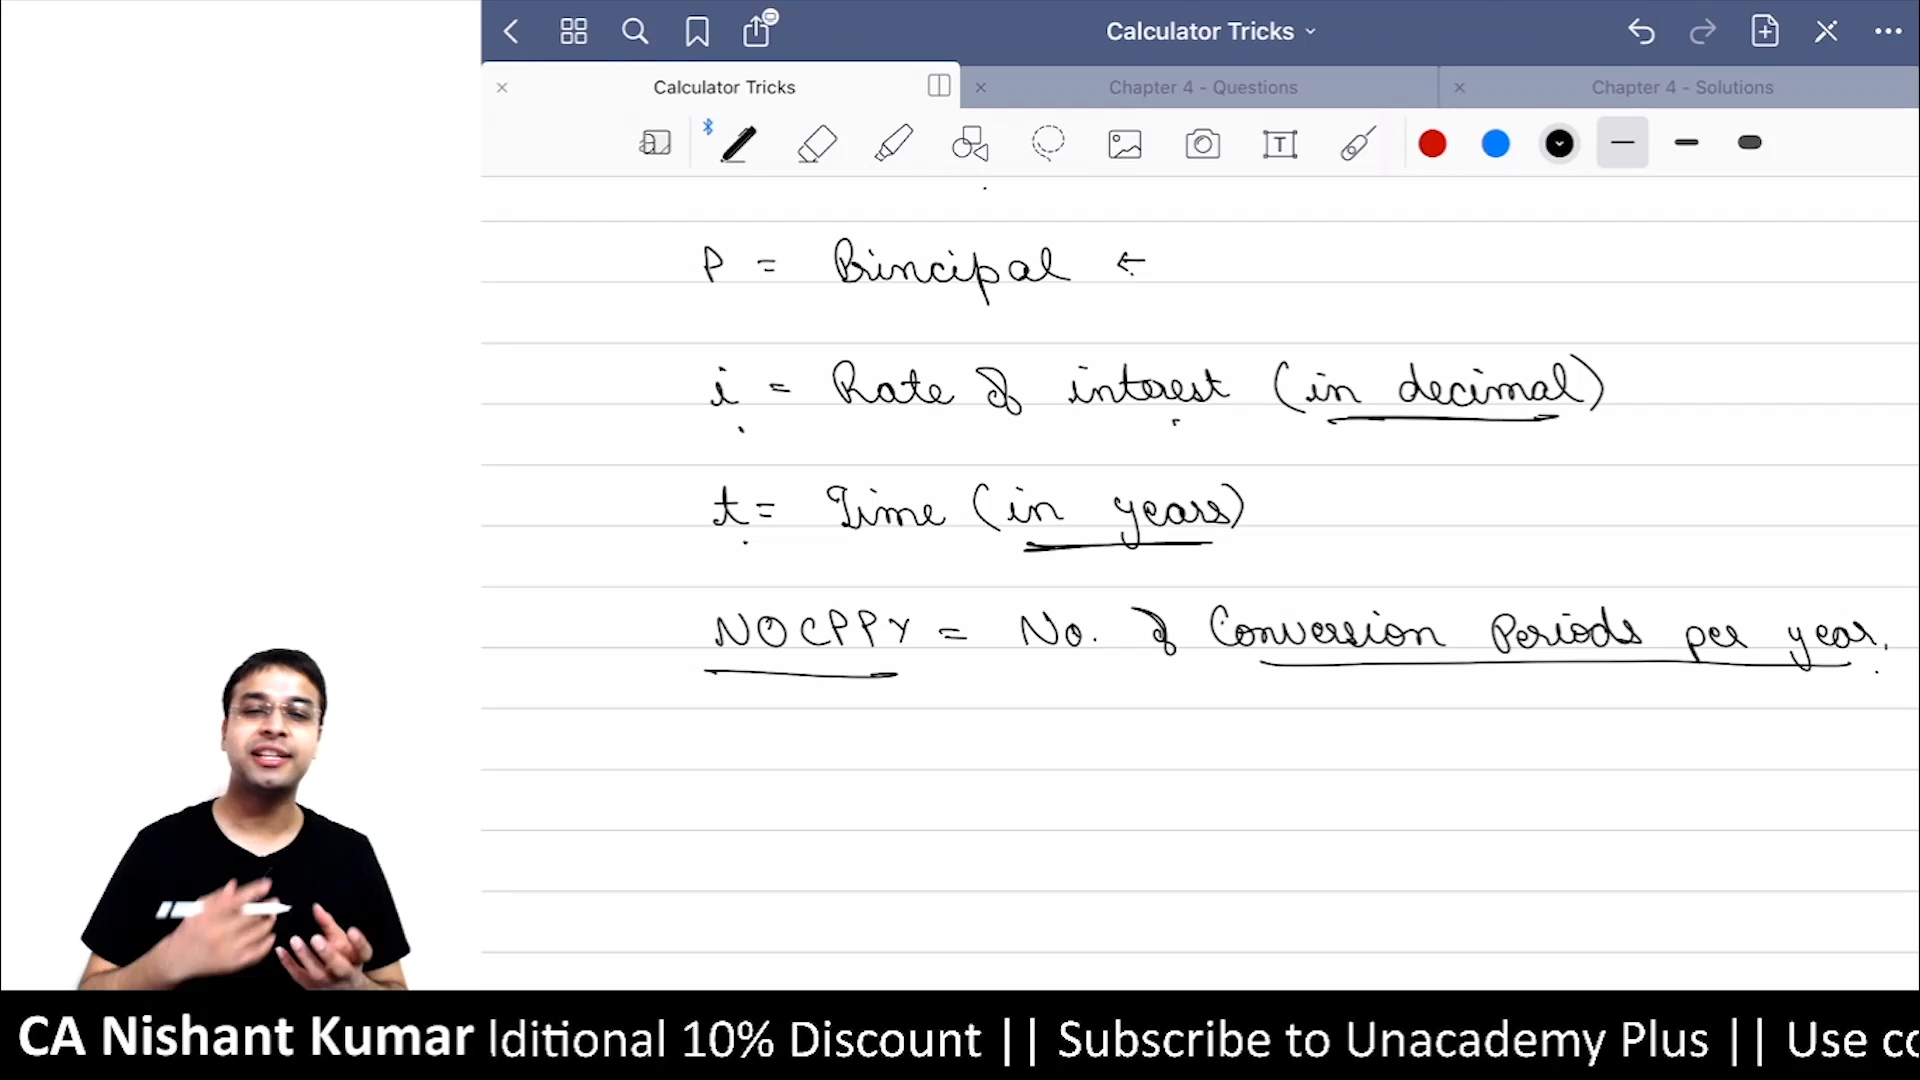 Calculator Tricks
Calculator Tricks
Chapter 4 - Questions
Chapter 4 - Solutions
P = Principal ←
i = Rate of interest (in decimal)
t = Time (in years)
NOCPPY = No. of Conversion Periods per year.
CA Nishant Kumar lditional 10% Discount || Subscribe to Unacademy Plus || Use co